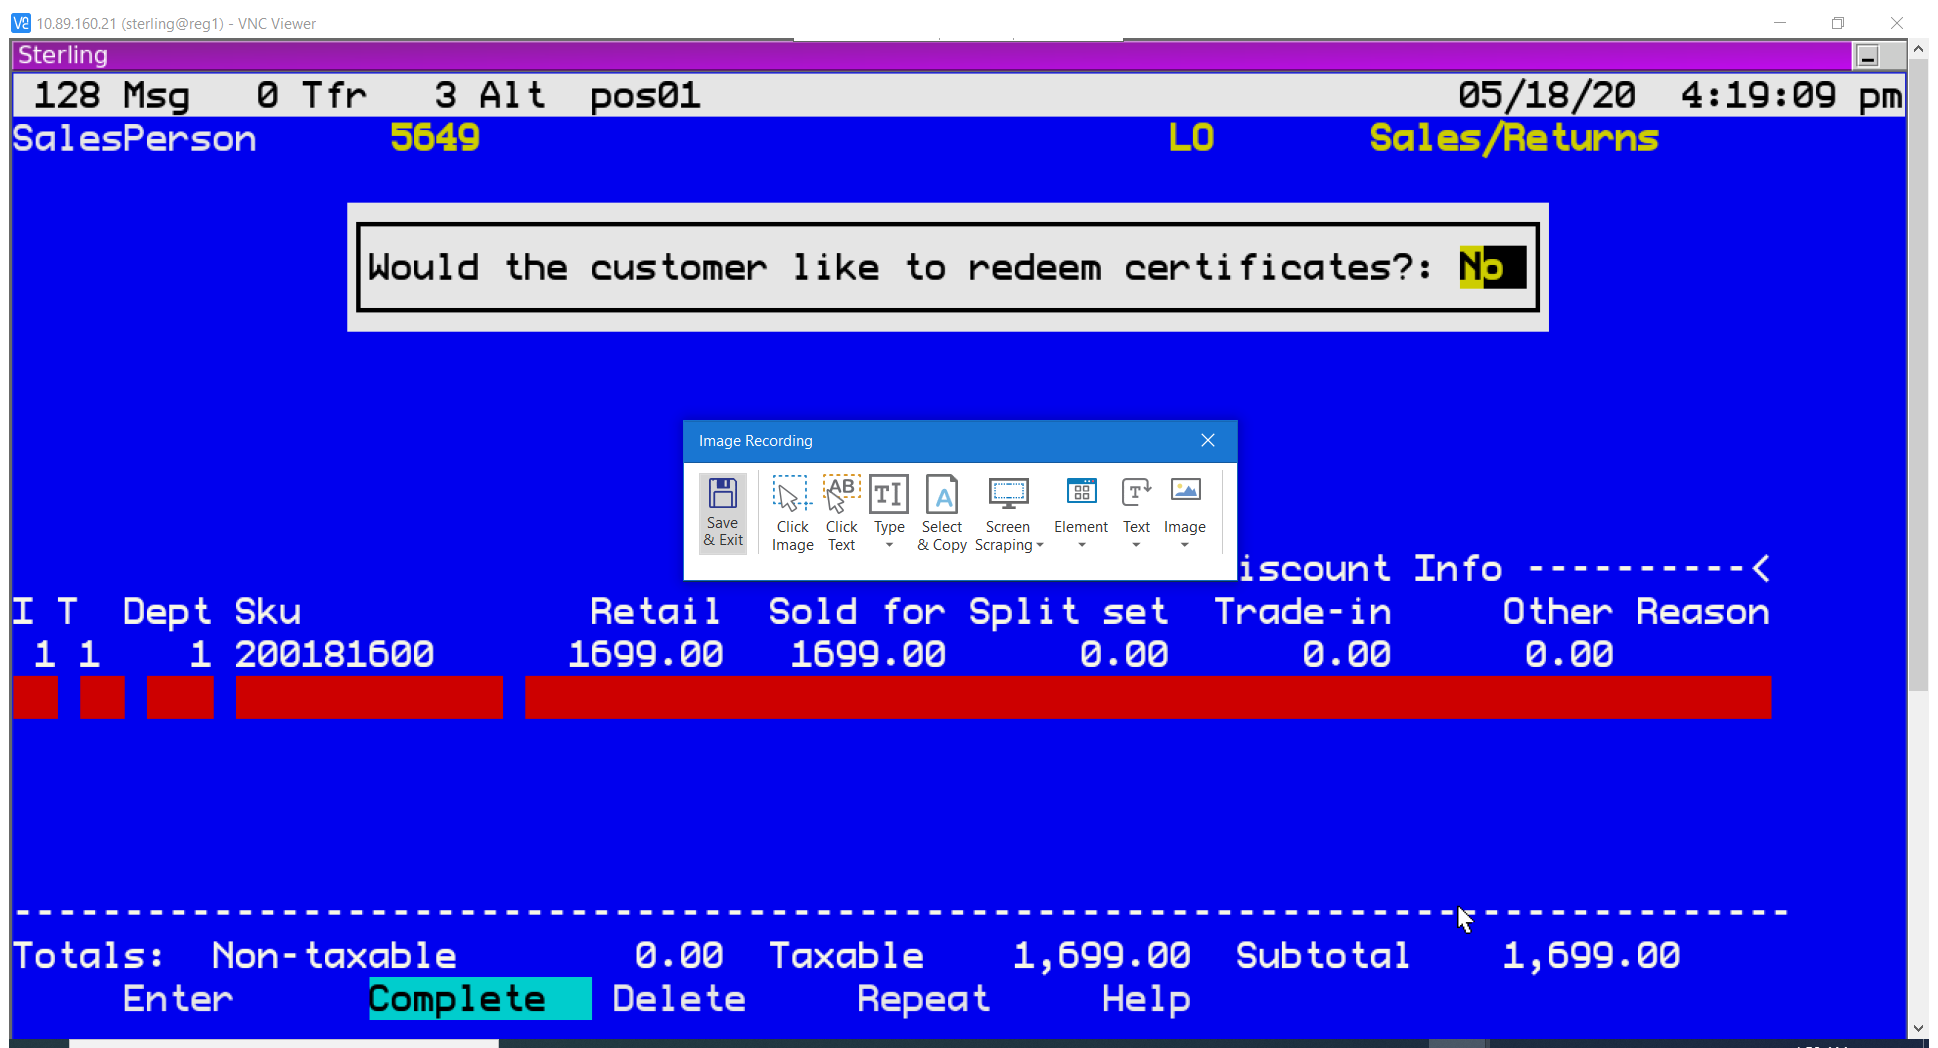 10.89.160.21 (sterling@reg1) - VNC Viewer
Sterling
128 Msg 0 Tfr 3 Alt pos01 05/18/20 4:19:09 pm
SalesPerson 5649 LO Sales/Returns
Would the customer like to redeem certificates?: No
Image Recording
Save & Exit
Click Image
Click Text
Type
Select & Copy
Screen Scraping
Element
Text
Image
iscount Info ----------<
I T Dept Sku Retail Sold for Split set Trade-in Other Reason
1 1 1 200181600 1699.00 1699.00 0.00 0.00 0.00
Totals: Non-taxable 0.00 Taxable 1,699.00 Subtotal 1,699.00
Enter Complete Delete Repeat Help